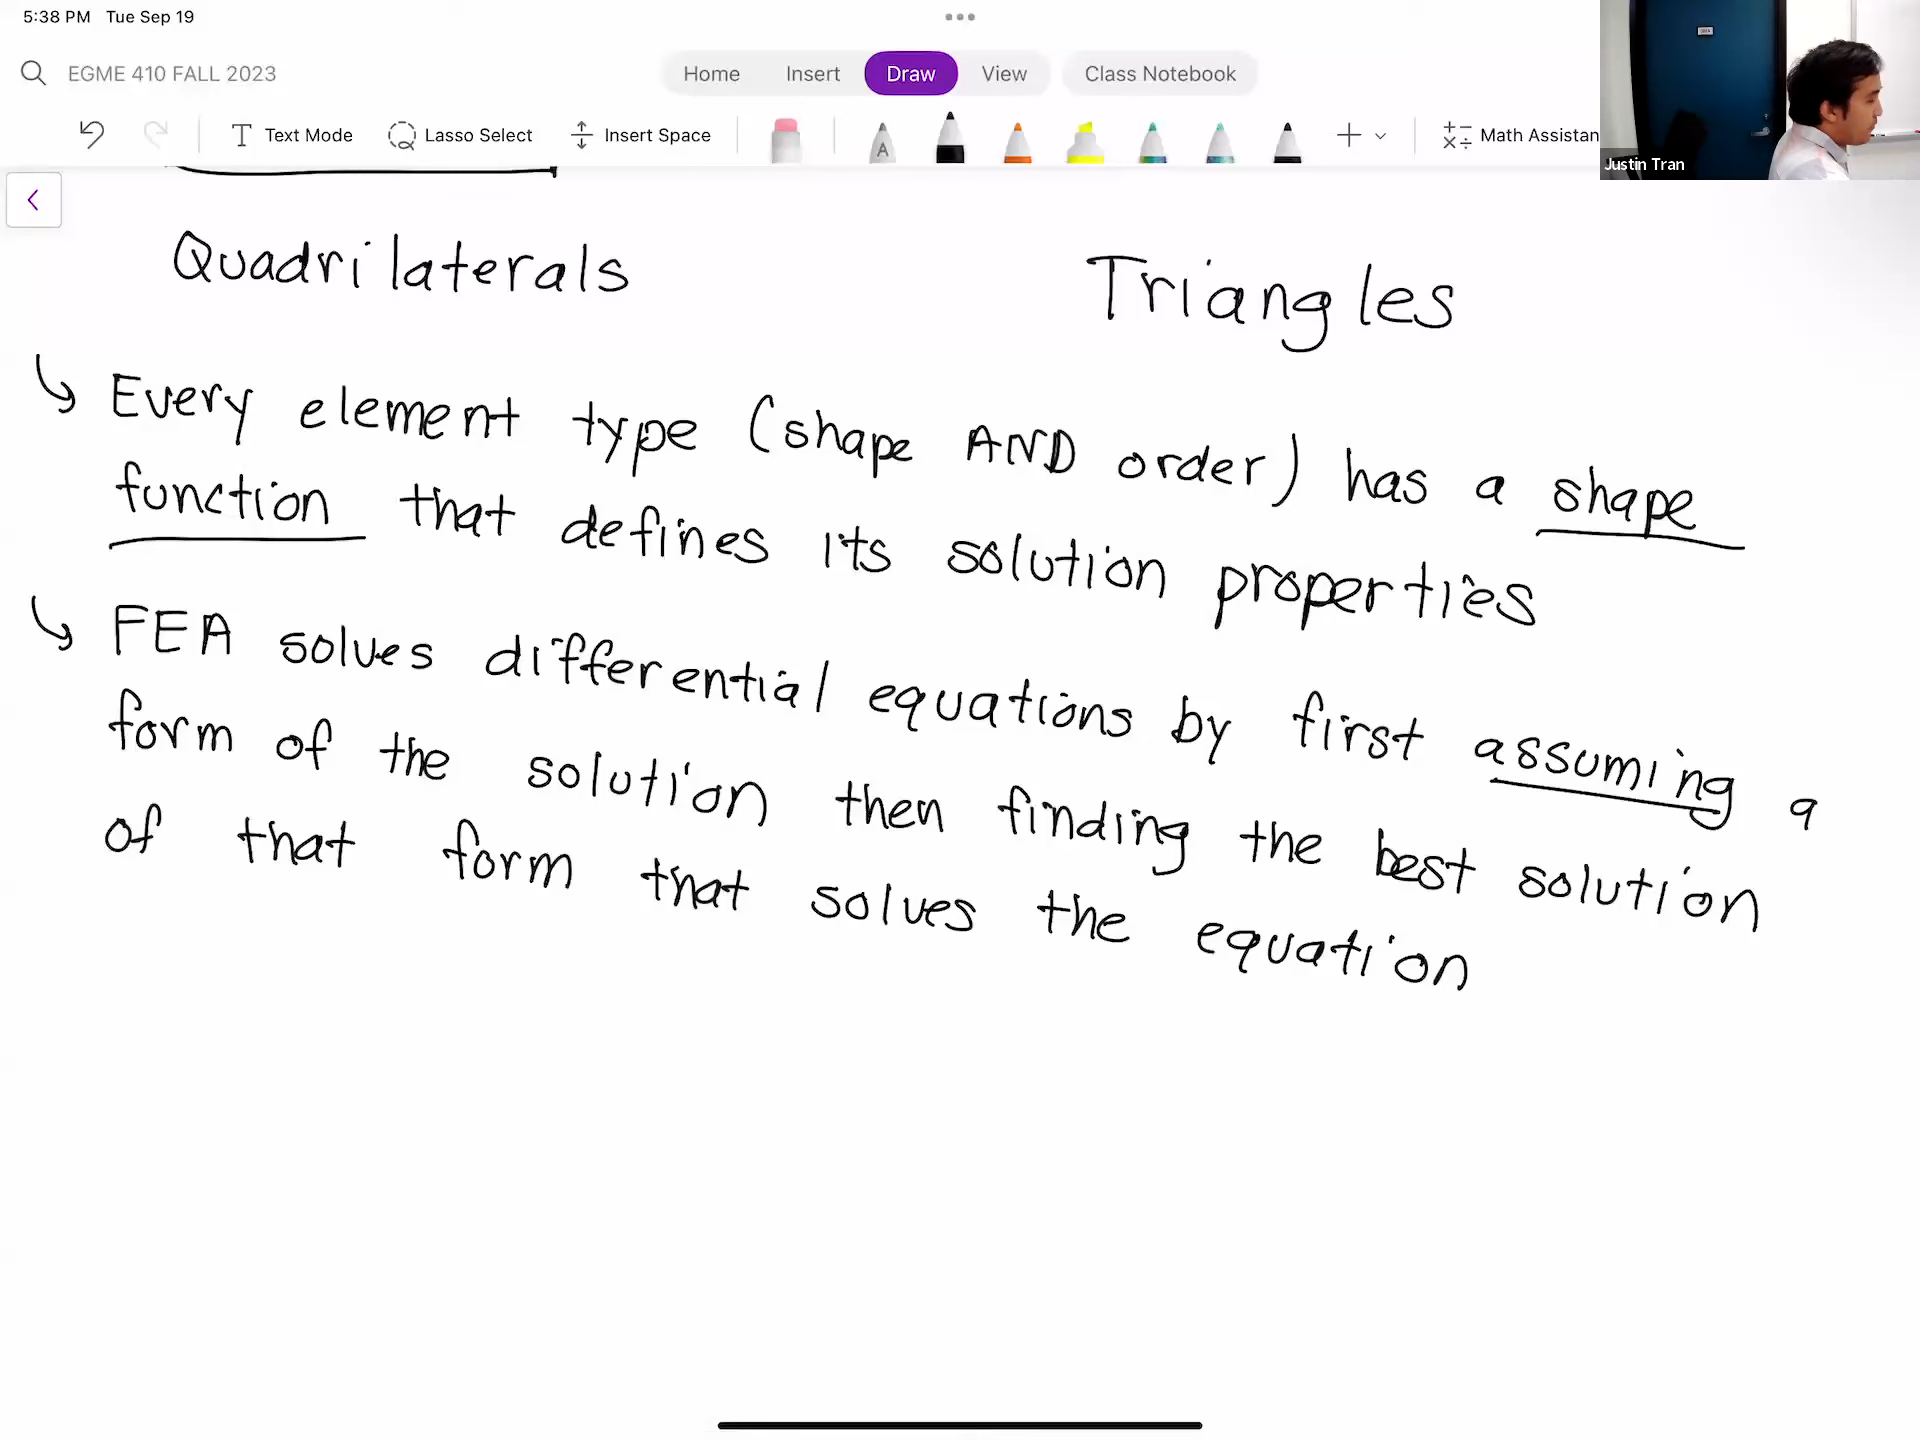 5:38 PM Tue Sep 19
EGME 410 FALL 2023
Home Insert Draw View Class Notebook
Text Mode Lasso Select Insert Space A Math Assistan
Justin Tran
Quadrilaterals Triangles
Every element type (shape AND order) has a shape
function that defines its solution properties
FEA solves differential equations by first assuming a
form of the solution then finding the best solution
of that form that solves the equation